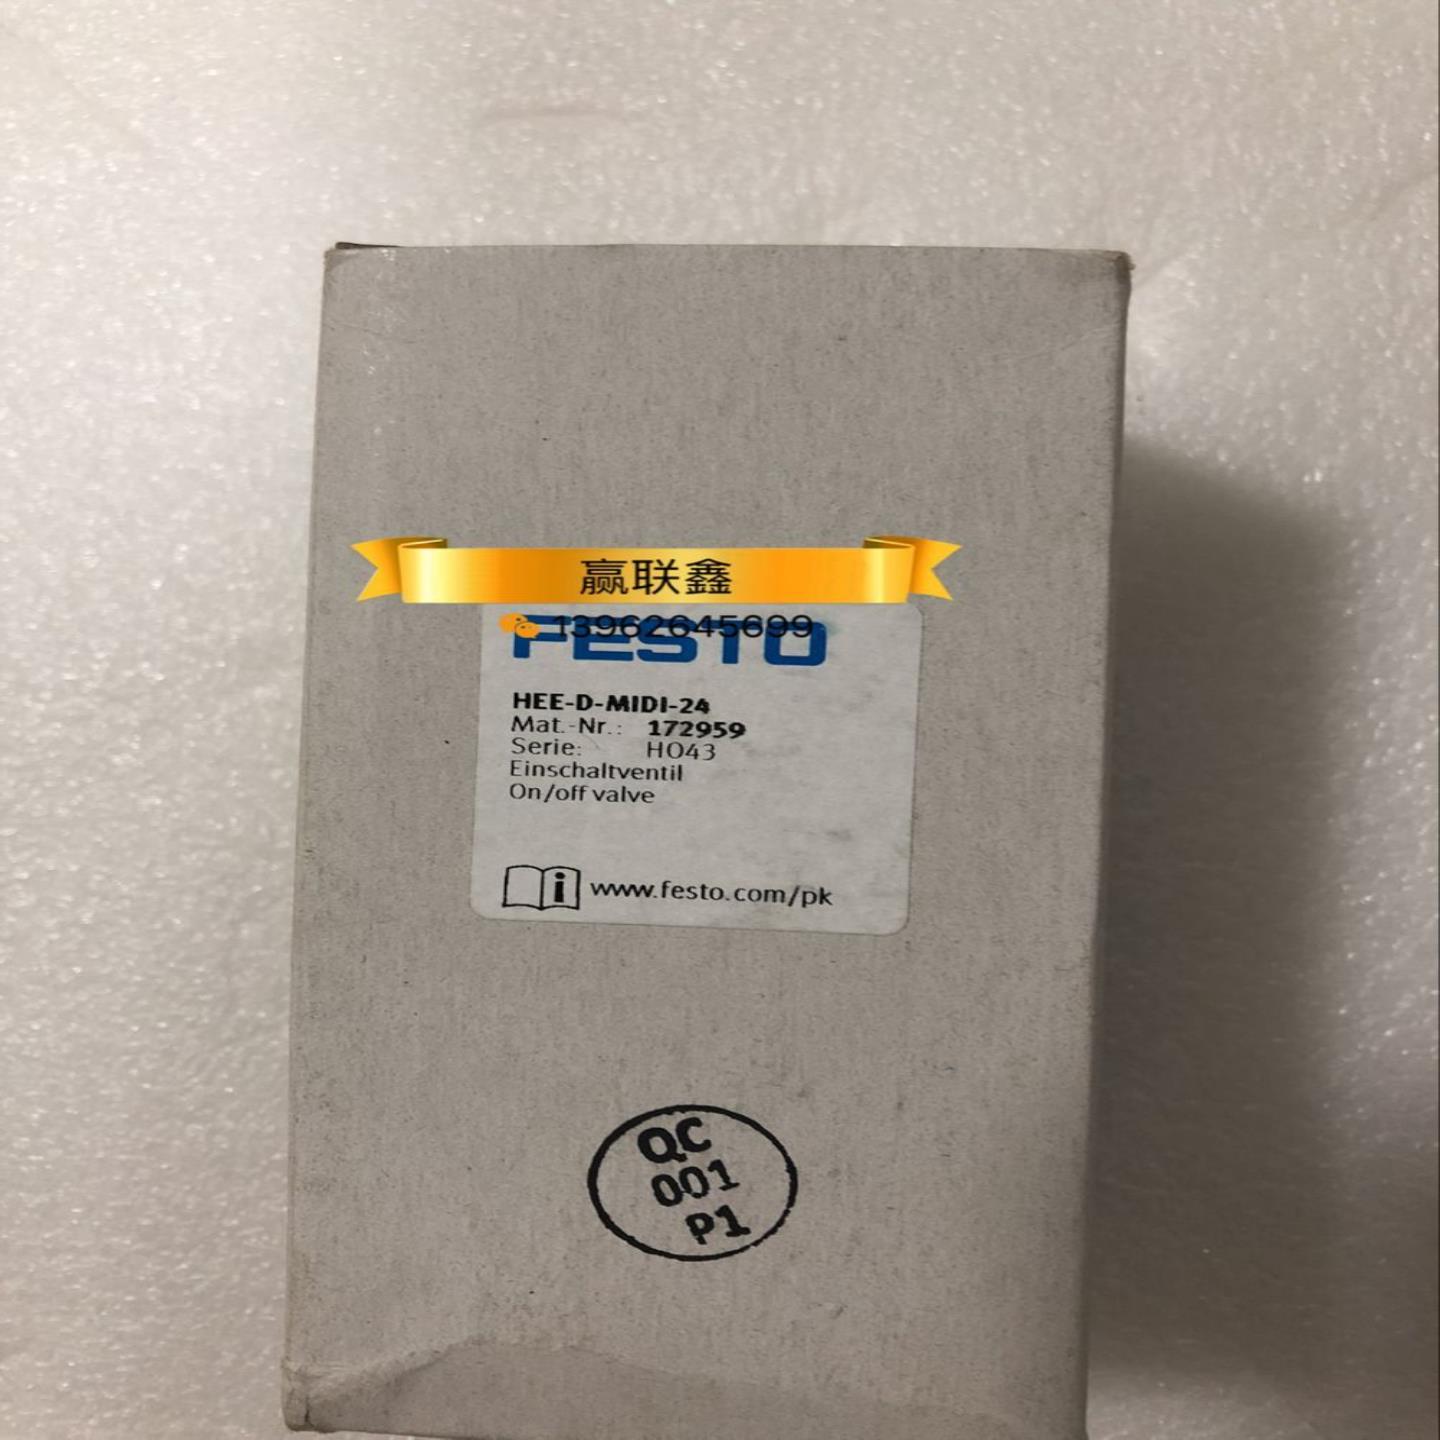 赢联鑫
13962645699
FESTO
HEE-D-MIDI-24
Mat.-Nr.: 172959
Serie: H043
Einschaltventil
On/off valve
i www.festo.com/pk
QC
001
P1